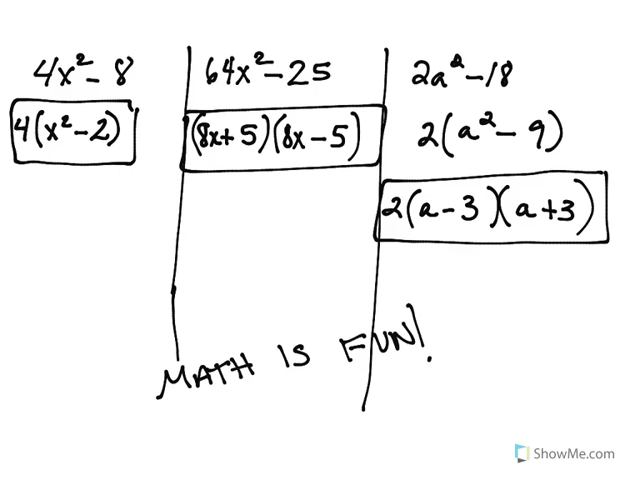 4x² - 8
4(x² - 2)
64x² - 25
(8x + 5)(8x - 5)
2a² - 18
2(a² - 9)
2(a - 3)(a + 3)
MATH IS FUN!
ShowMe.com